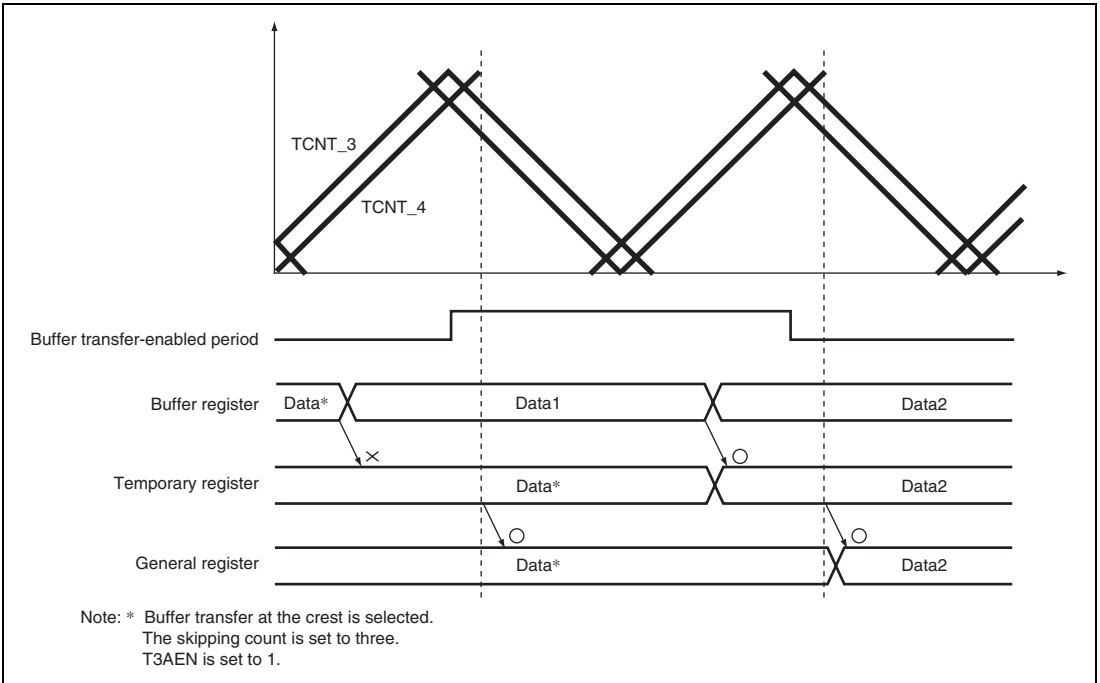 TCNT_3
TCNT_4
Buffer transfer-enabled period
Buffer register Data* Data1 Data2
Temporary register Data* Data2
General register Data* Data2
Note: * Buffer transfer at the crest is selected.
The skipping count is set to three.
T3AEN is set to 1.